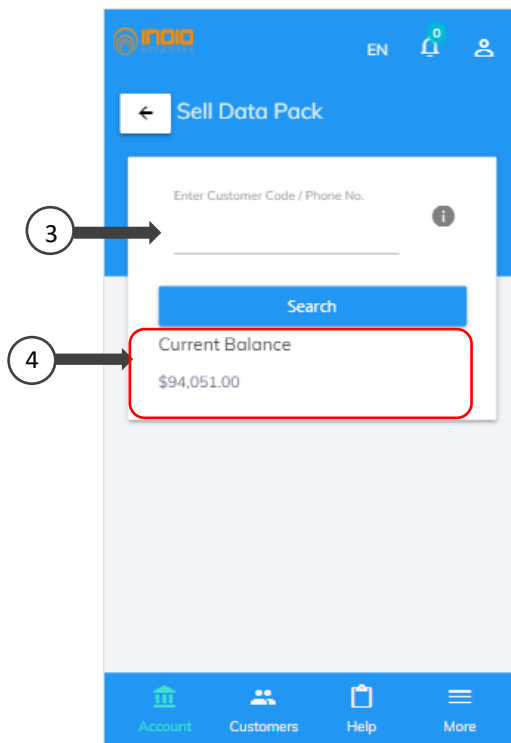 INDIO
NETWORKS
EN
0
Sell Data Pack
Enter Customer Code / Phone No.
3
Search
Current Balance
4
$94,051.00
Account
Customers
Help
More